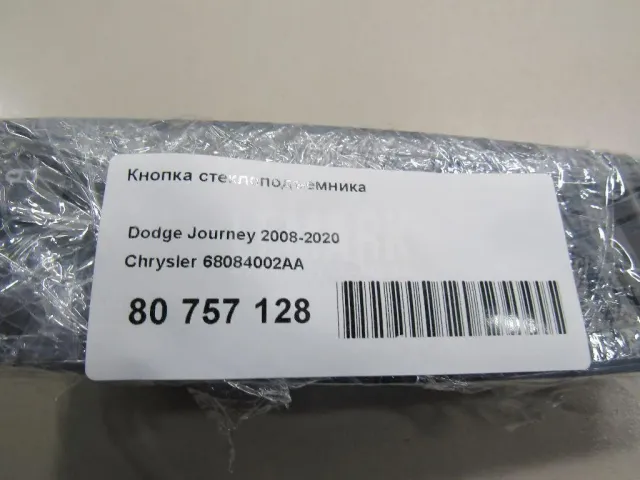 Кнопка стеклоподъемника
Dodge Journey 2008-2020
Chrysler 68084002AA
80 757 128